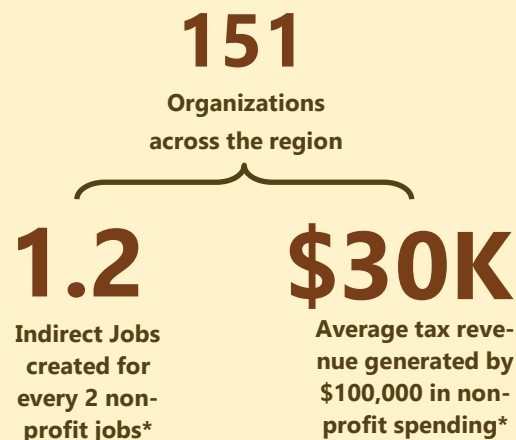 151
Organizations
across the region
1.2
Indirect Jobs
created for
every 2 non-
profit jobs*
$30K
Average tax reve-
nue generated by
$100,000 in non-
profit spending*